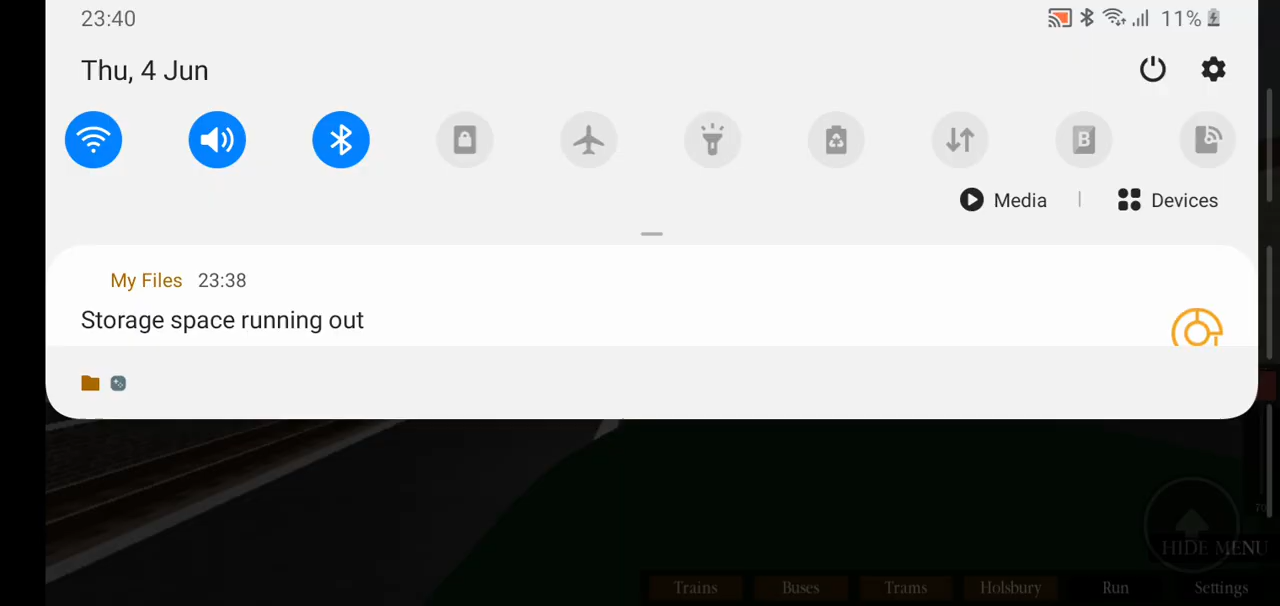 23:40
11%
Thu, 4 Jun
B
Media | Devices
My Files 23:38
Storage space running out
70
HIDE MENU
Trains Buses Trams Holsbury Run Settings